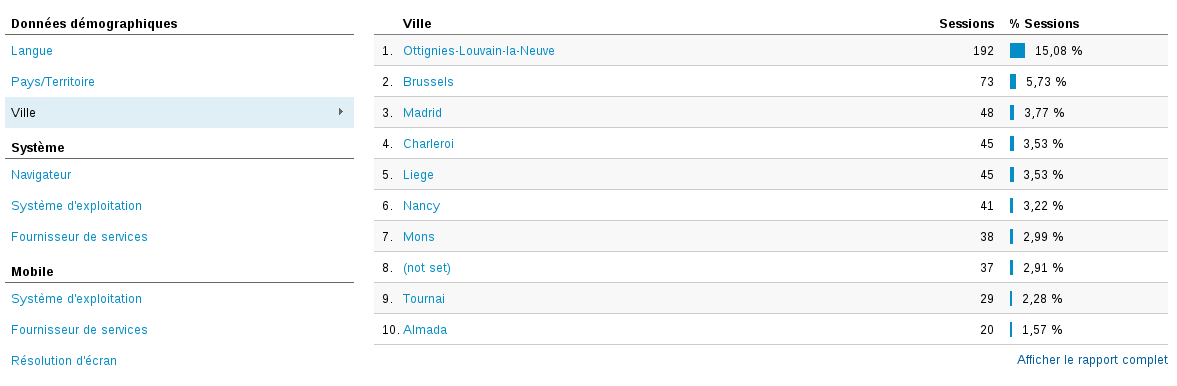 Données démographiques
Langue
Pays/Territoire
Ville
Système
Navigateur
Système d'exploitation
Fournisseur de services
Mobile
Système d'exploitation
Fournisseur de services
Résolution d'écran
Ville Sessions % Sessions
1. Ottignies-Louvain-la-Neuve 192 15,08 %
2. Brussels 73 5,73 %
3. Madrid 48 3,77 %
4. Charleroi 45 3,53 %
5. Liege 45 3,53 %
6. Nancy 41 3,22 %
7. Mons 38 2,99 %
8. (not set) 37 2,91 %
9. Tournai 29 2,28 %
10. Almada 20 1,57 %
Afficher le rapport complet